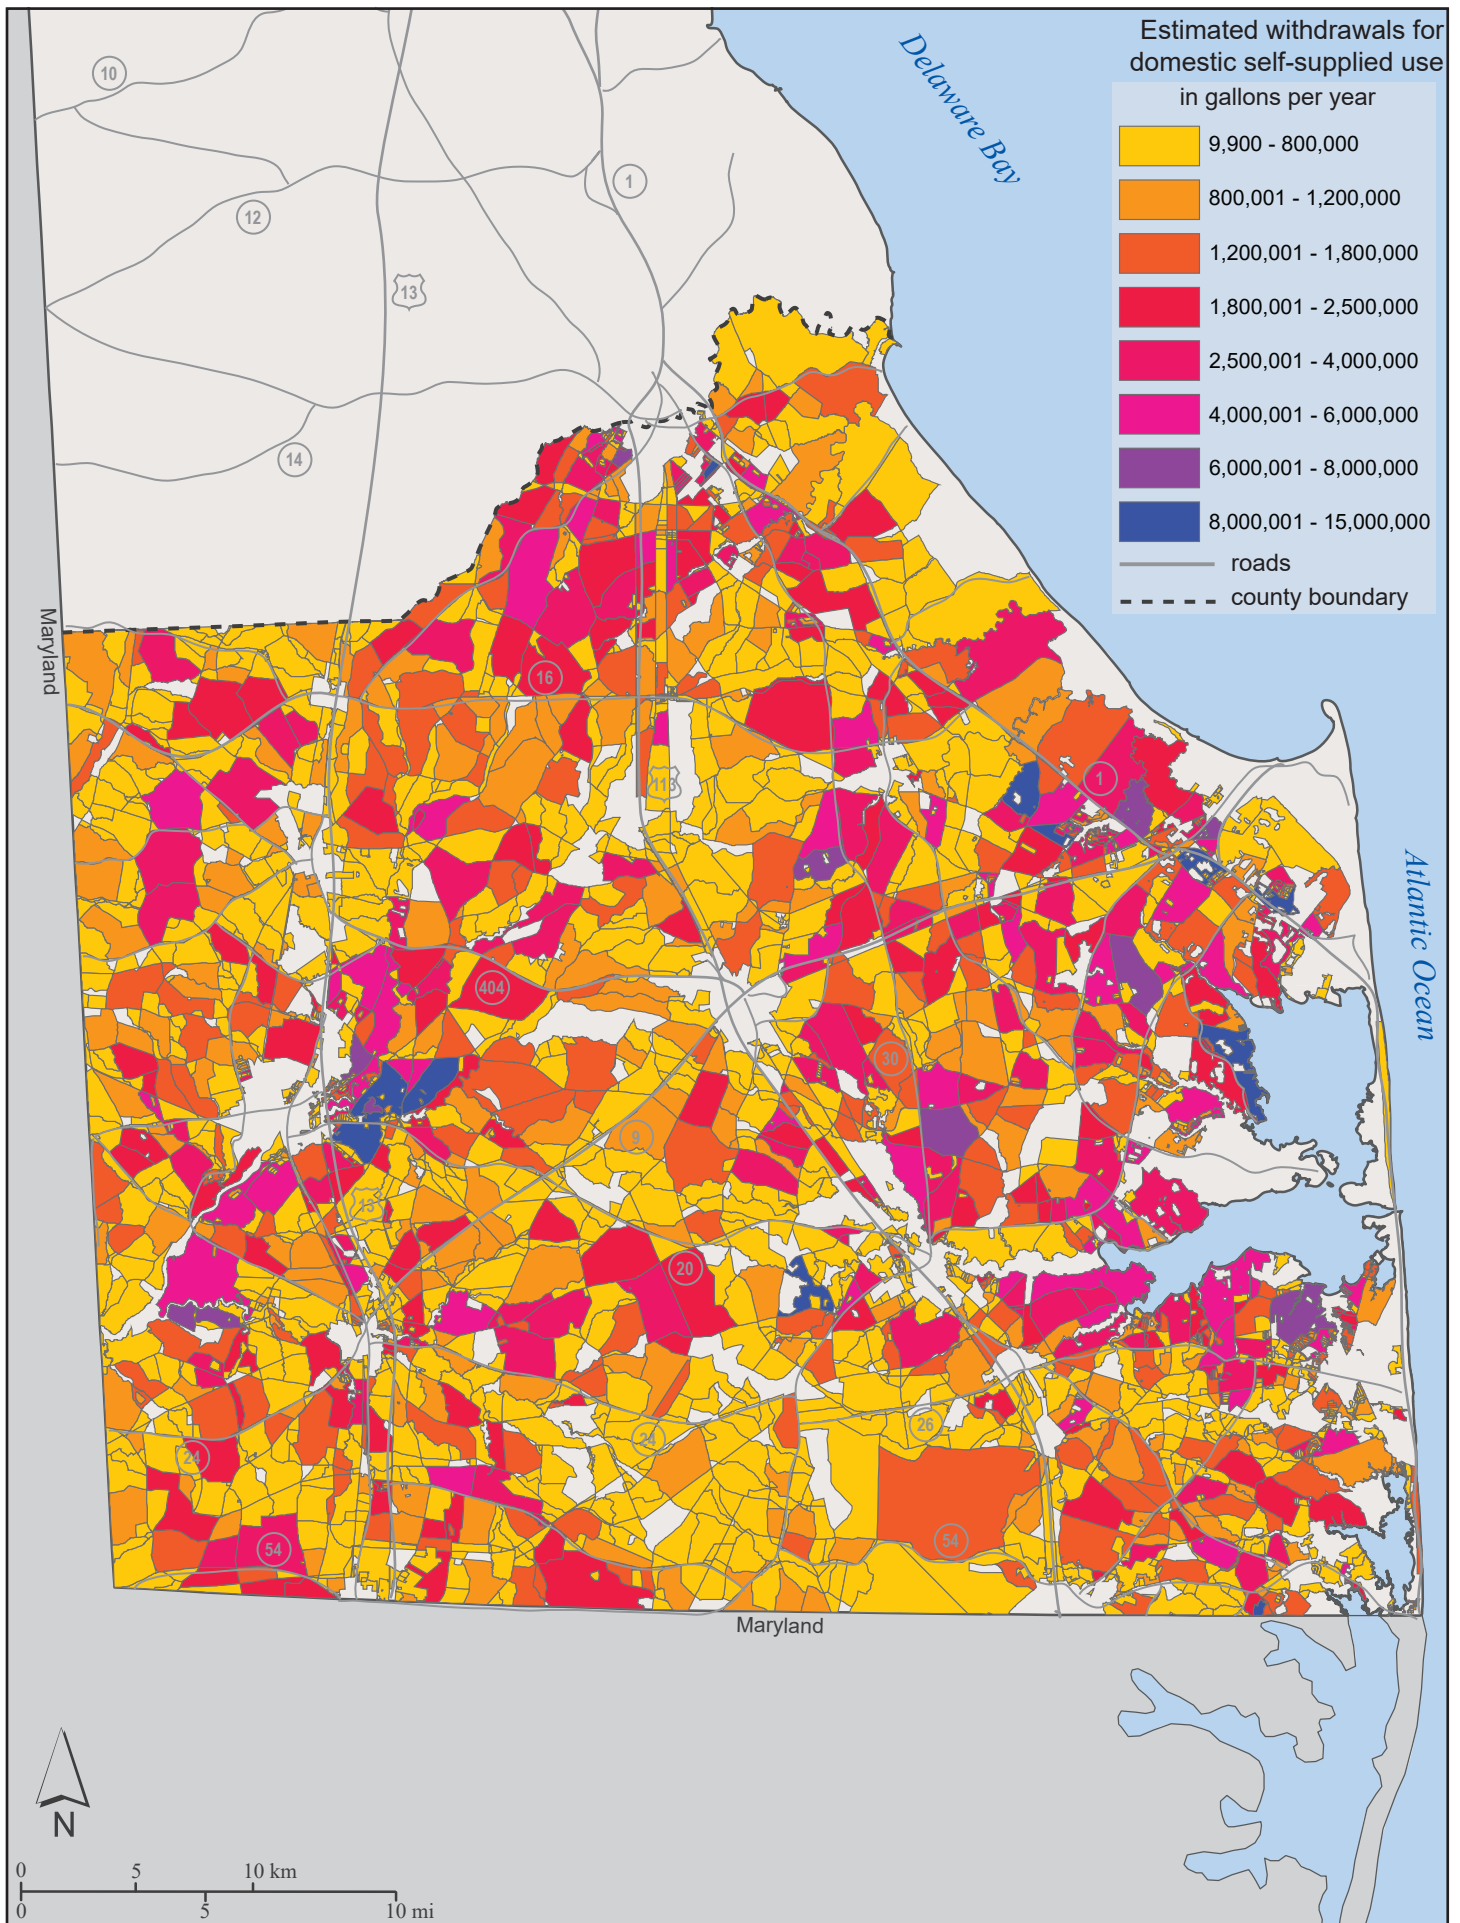 Estimated withdrawals for
domestic self-supplied use
in gallons per year
9,900 - 800,000
800,001 - 1,200,000
1,200,001 - 1,800,000
1,800,001 - 2,500,000
2,500,001 - 4,000,000
4,000,001 - 6,000,000
6,000,001 - 8,000,000
8,000,001 - 15,000,000
roads
county boundary
Delaware Bay
10
1
12
13
14
Maryland
16
113
1
Atlantic Ocean
404
30
9
13
20
24
26
24
54
54
Maryland
N
0 5 10 km
0 5 10 mi